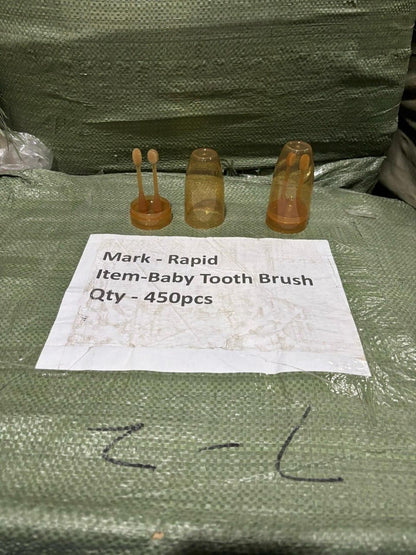 Mark - Rapid
Item-Baby Tooth Brush
Qty - 450pcs